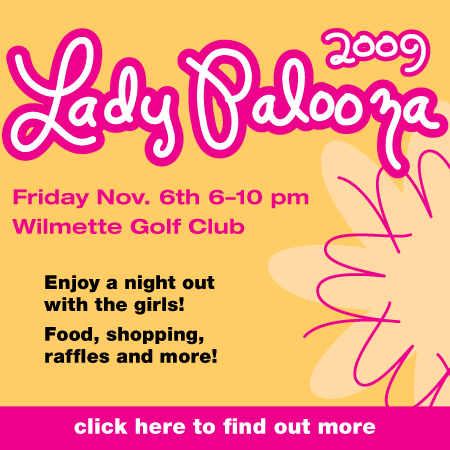 2009
Lady Palooza
Friday Nov. 6th 6–10 pm
Wilmette Golf Club
Enjoy a night out
with the girls!
Food, shopping,
raffles and more!
click here to find out more